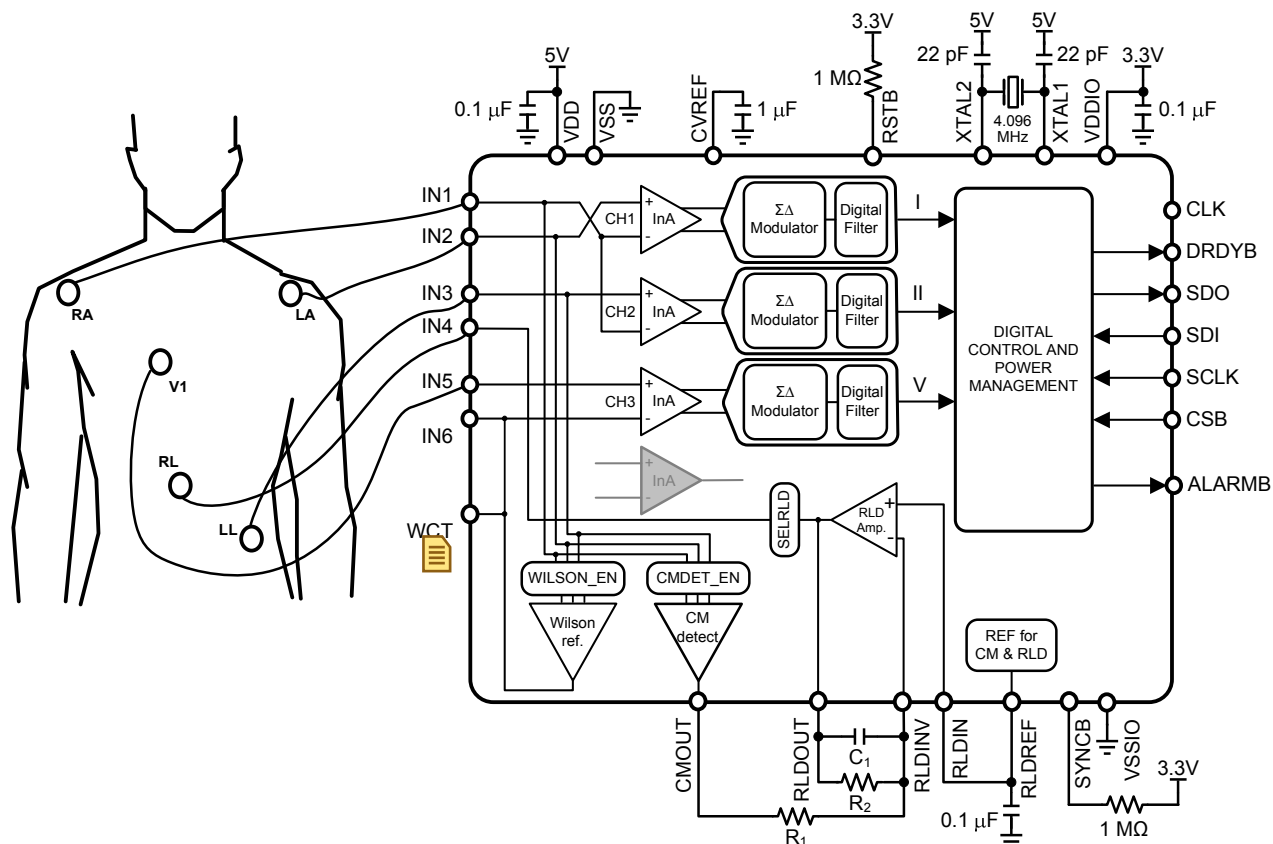 3.3V
5V
5V
22 pF
22 pF
3.3V
5V
1 MΩ
0.1 µF
1 µF
4.096
MHz
0.1 µF
VDD
VSS
CVREF
RSTB
XTAL2
XTAL1
VDDIO
IN1
IN2
IN3
IN4
IN5
IN6
WCT
RA
LA
V1
RL
LL
CH1
+
-
InA
ΣΔ
Modulator
Digital
Filter
I
CH2
+
-
InA
ΣΔ
Modulator
Digital
Filter
II
CH3
+
-
InA
ΣΔ
Modulator
Digital
Filter
V
+
-
InA
DIGITAL
CONTROL AND
POWER
MANAGEMENT
CLK
DRDYB
SDO
SDI
SCLK
CSB
ALARMB
SELRLD
RLD
Amp.
+
-
WILSON_EN
CMDET_EN
Wilson
ref.
CM
detect
REF for
CM & RLD
CMOUT
RLDOUT
RLDINV
RLDIN
RLDREF
SYNCB
VSSIO
C1
R2
R1
0.1 µF
3.3V
1 MΩ